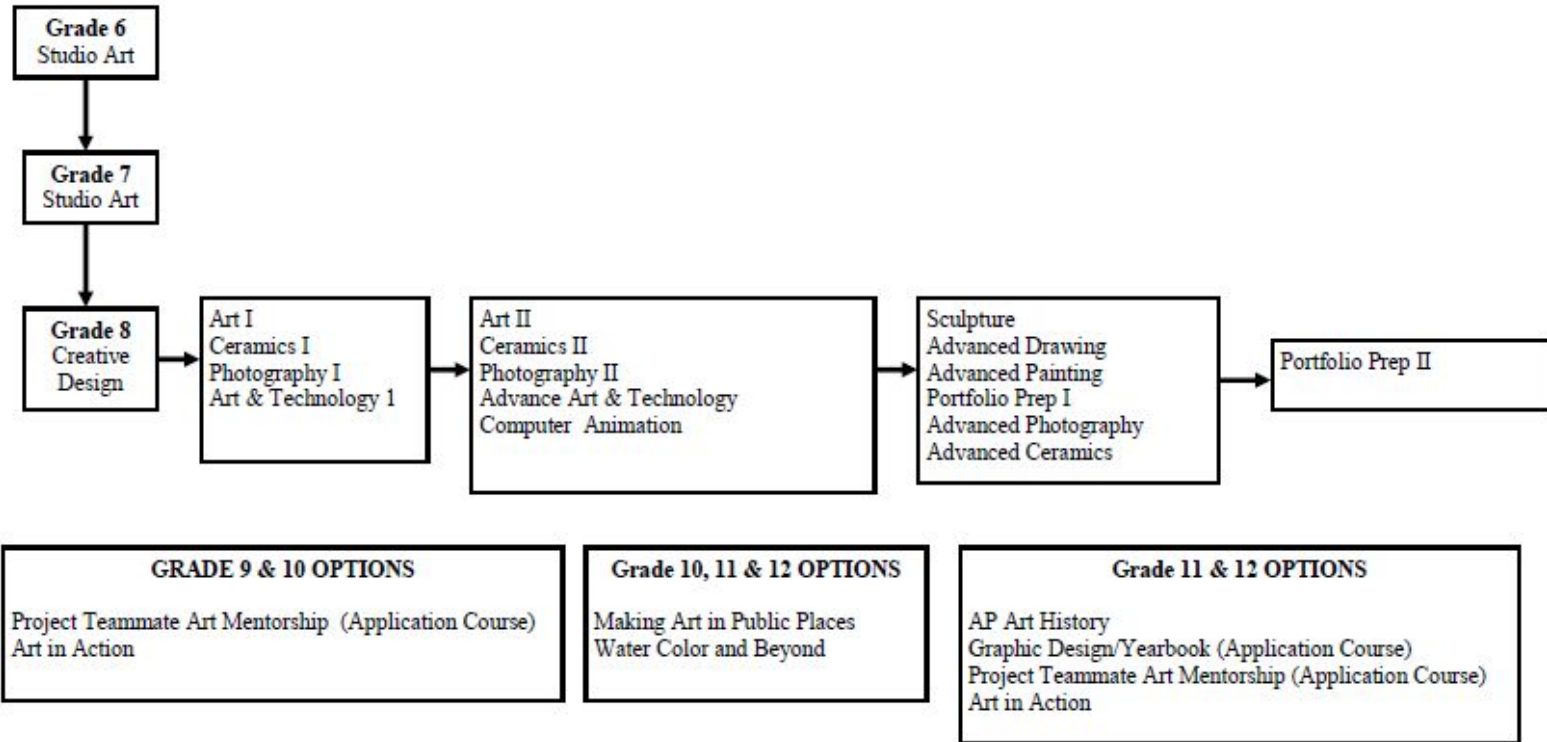 Grade 6
Studio Art
Grade 7
Studio Art
Grade 8
Creative
Design
Art I
Ceramics I
Photography I
Art & Technology 1
Art II
Ceramics II
Photography II
Advance Art & Technology
Computer Animation
Sculpture
Advanced Drawing
Advanced Painting
Portfolio Prep I
Advanced Photography
Advanced Ceramics
Portfolio Prep II
GRADE 9 & 10 OPTIONS
Project Teammate Art Mentorship (Application Course)
Art in Action
Grade 10, 11 & 12 OPTIONS
Making Art in Public Places
Water Color and Beyond
Grade 11 & 12 OPTIONS
AP Art History
Graphic Design/Yearbook (Application Course)
Project Teammate Art Mentorship (Application Course)
Art in Action